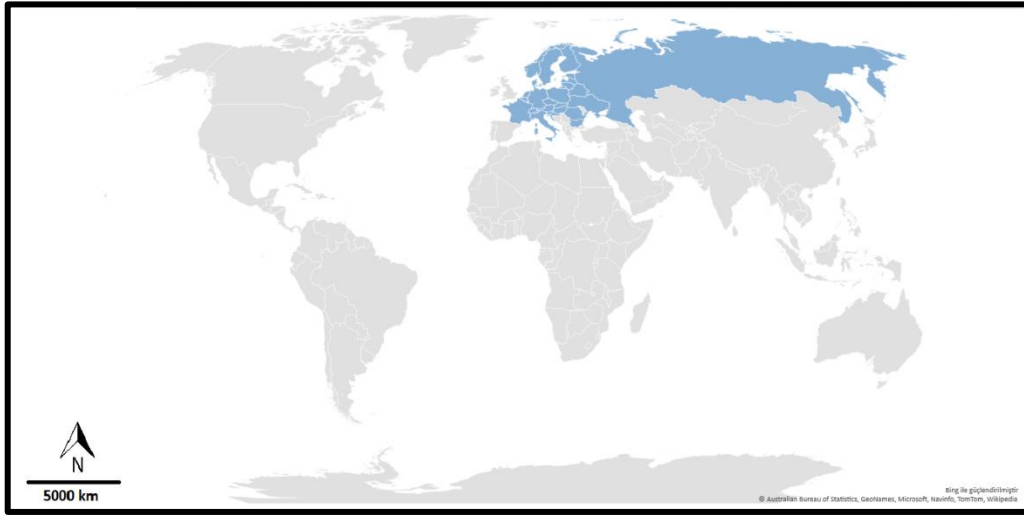 N
5000 km
Bing ile güçlendirilmiştir
© Australian Bureau of Statistics, GeoNames, Microsoft, Navinfo, TomTom, Wikipedia